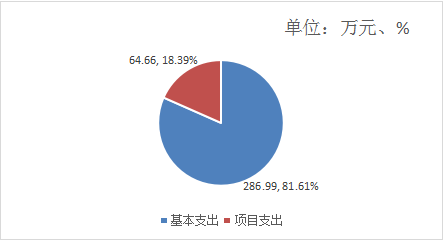 单位：万元、%
64.66, 18.39%
286.99, 81.61%
基本支出 项目支出